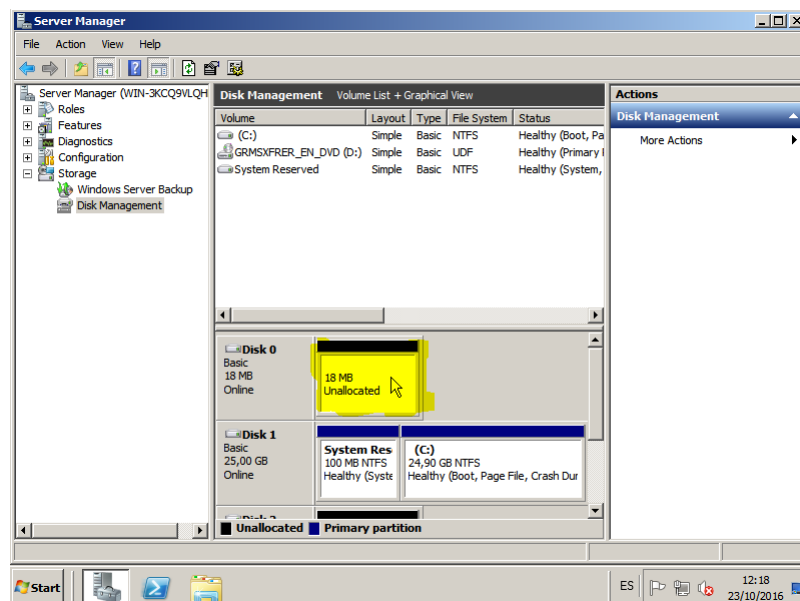 Server Manager
File Action View Help
Server Manager (WIN-3KCQ9VLQH
Roles
Features
Diagnostics
Configuration
Storage
Windows Server Backup
Disk Management
Disk Management Volume List + Graphical View
Volume Layout Type File System Status
(C:) Simple Basic NTFS Healthy (Boot, Pa
GRMSXFRER_EN_DVD (D:) Simple Basic UDF Healthy (Primary
System Reserved Simple Basic NTFS Healthy (System,
Disk 0
Basic
18 MB
Online
18 MB
Unallocated
Disk 1
Basic
25,00 GB
Online
System Res
100 MB NTFS
Healthy (Syste
(C:)
24,90 GB NTFS
Healthy (Boot, Page File, Crash Dur
Unallocated Primary partition
Actions
Disk Management
More Actions
Start
ES
12:18
23/10/2016